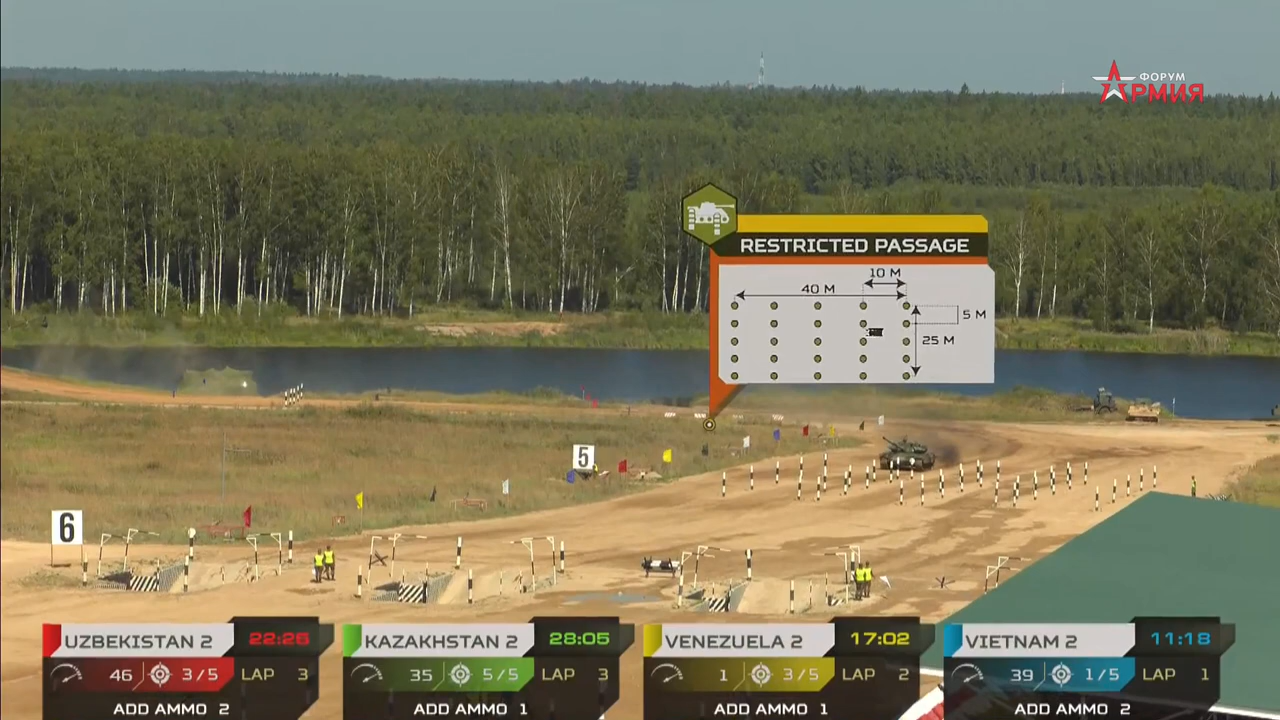 ФОРУМ
АРМИЯ
RESTRICTED PASSAGE
10 M
40 M
5 M
25 M
5
6
UZBEKISTAN 2 22:26
46 3/5 LAP 3
ADD AMMO 2
KAZAKHSTAN 2 28:05
35 5/5 LAP 3
ADD AMMO 1
VENEZUELA 2 17:02
1 3/5 LAP 2
ADD AMMO 1
VIETNAM 2 11:18
39 1/5 LAP 1
ADD AMMO 2